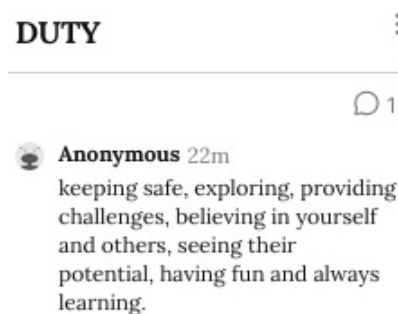 DUTY
1
Anonymous 22m
keeping safe, exploring, providing
challenges, believing in yourself
and others, seeing their
potential, having fun and always
learning.